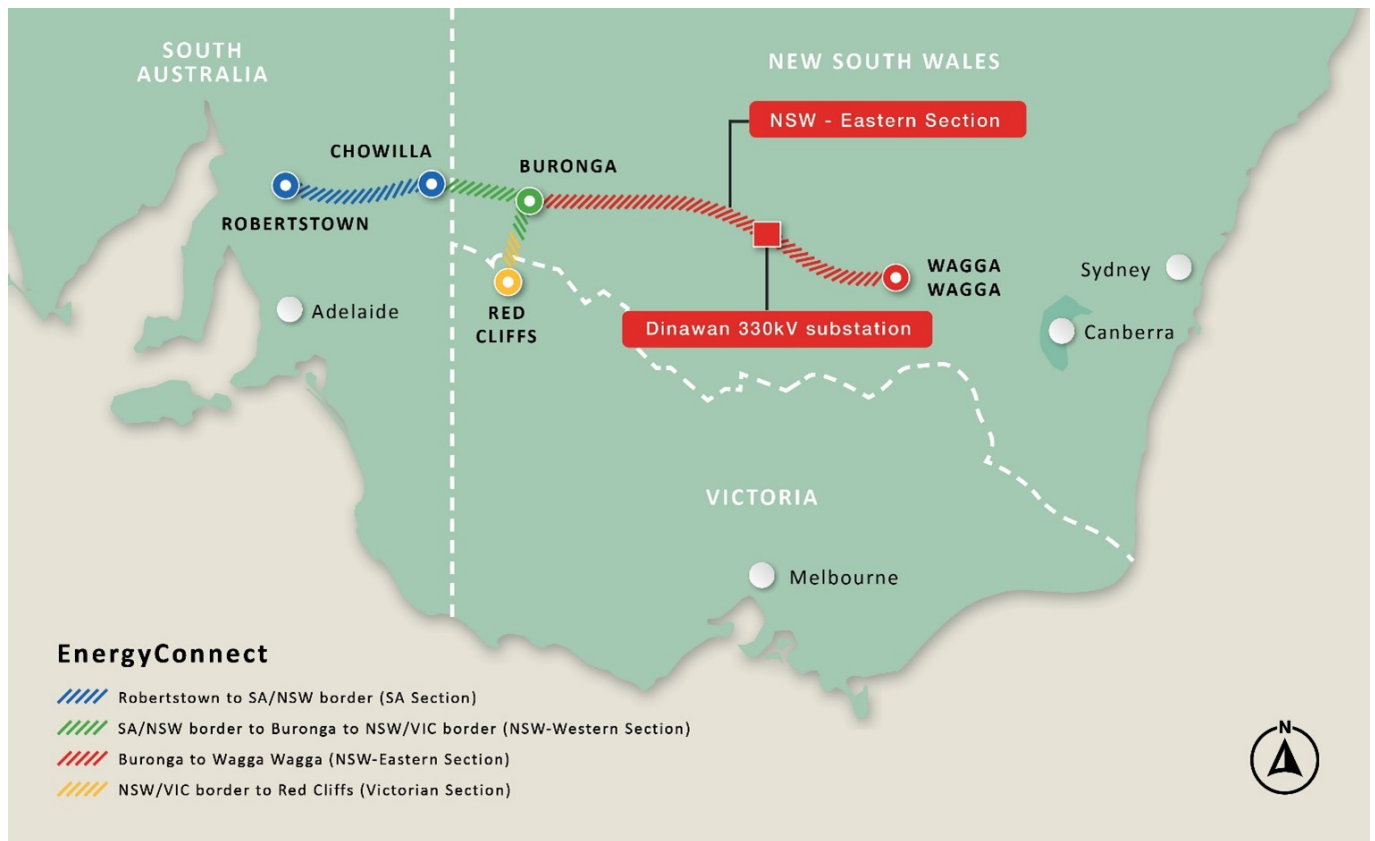 SOUTH
AUSTRALIA
NEW SOUTH WALES
NSW - Eastern Section
CHOWILLA
BURONGA
ROBERTSTOWN
WAGGA
WAGGA
Sydney
Adelaide
RED
CLIFFS
Dinawan 330kV substation
Canberra
VICTORIA
Melbourne
EnergyConnect
Robertstown to SA/NSW border (SA Section)
SA/NSW border to Buronga to NSW/VIC border (NSW-Western Section)
Buronga to Wagga Wagga (NSW-Eastern Section)
NSW/VIC border to Red Cliffs (Victorian Section)
N